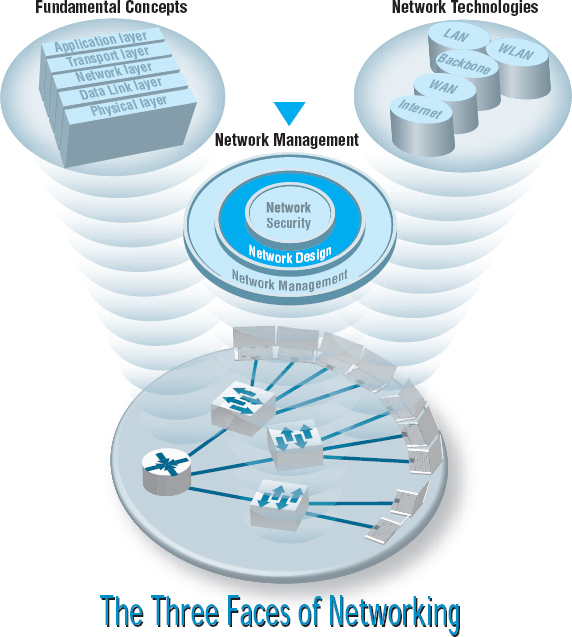 Fundamental Concepts
Application layer
Transport layer
Network layer
Data Link layer
Physical layer
Network Technologies
LAN
WLAN
Backbone
WAN
Internet
Network Management
Network
Security
Network Design
Network Management
The Three Faces of Networking